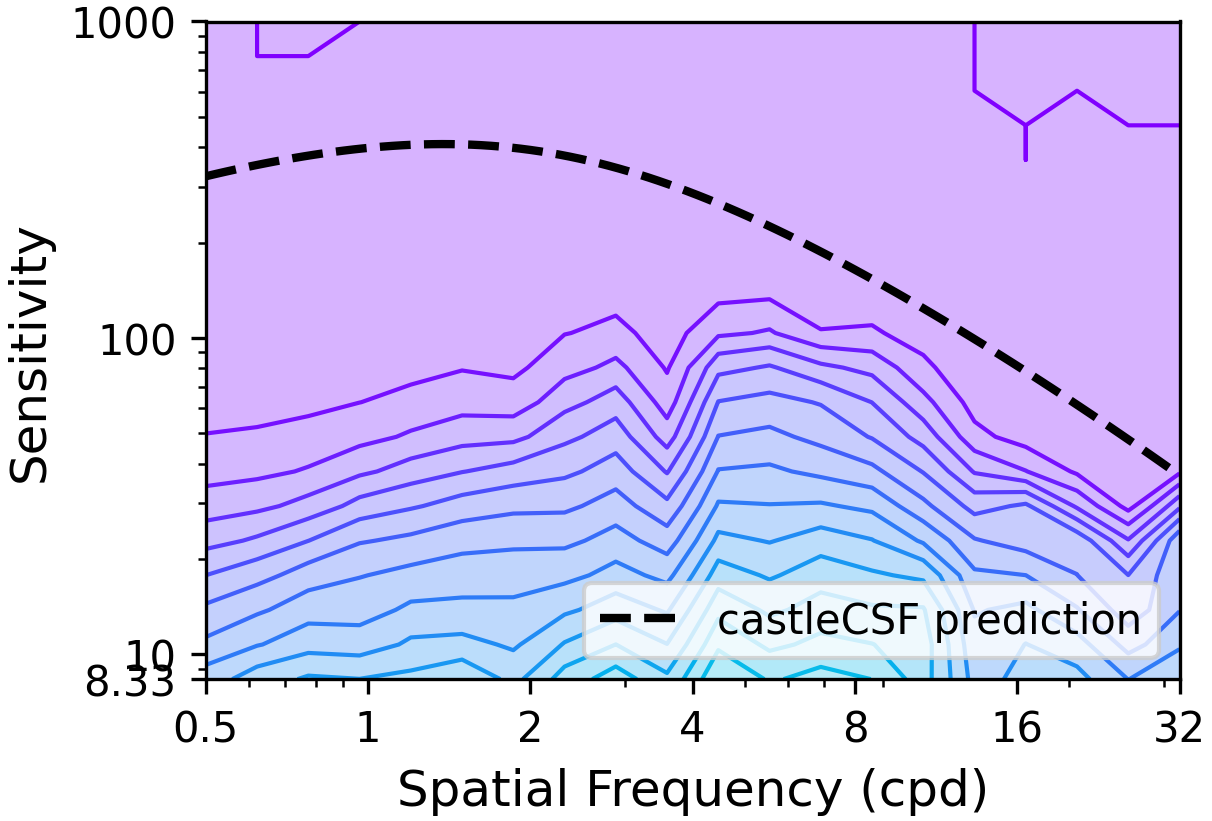 1000
100
10
8.33
Sensitivity
castleCSF prediction
0.5 1 2 4 8 16 32
Spatial Frequency (cpd)